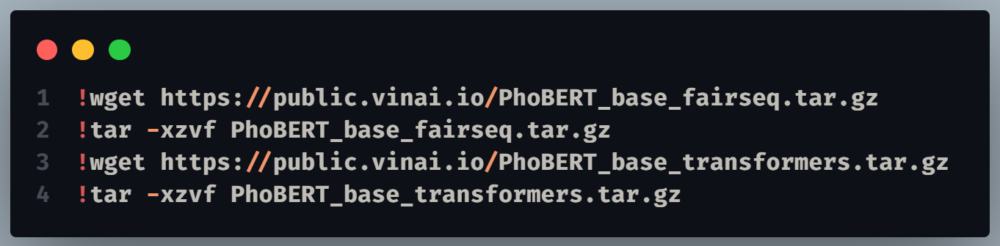 1 !wget https://public.vinai.io/PhoBERT_base_fairseq.tar.gz
2 !tar -xzvf PhoBERT_base_fairseq.tar.gz
3 !wget https://public.vinai.io/PhoBERT_base_transformers.tar.gz
4 !tar -xzvf PhoBERT_base_transformers.tar.gz